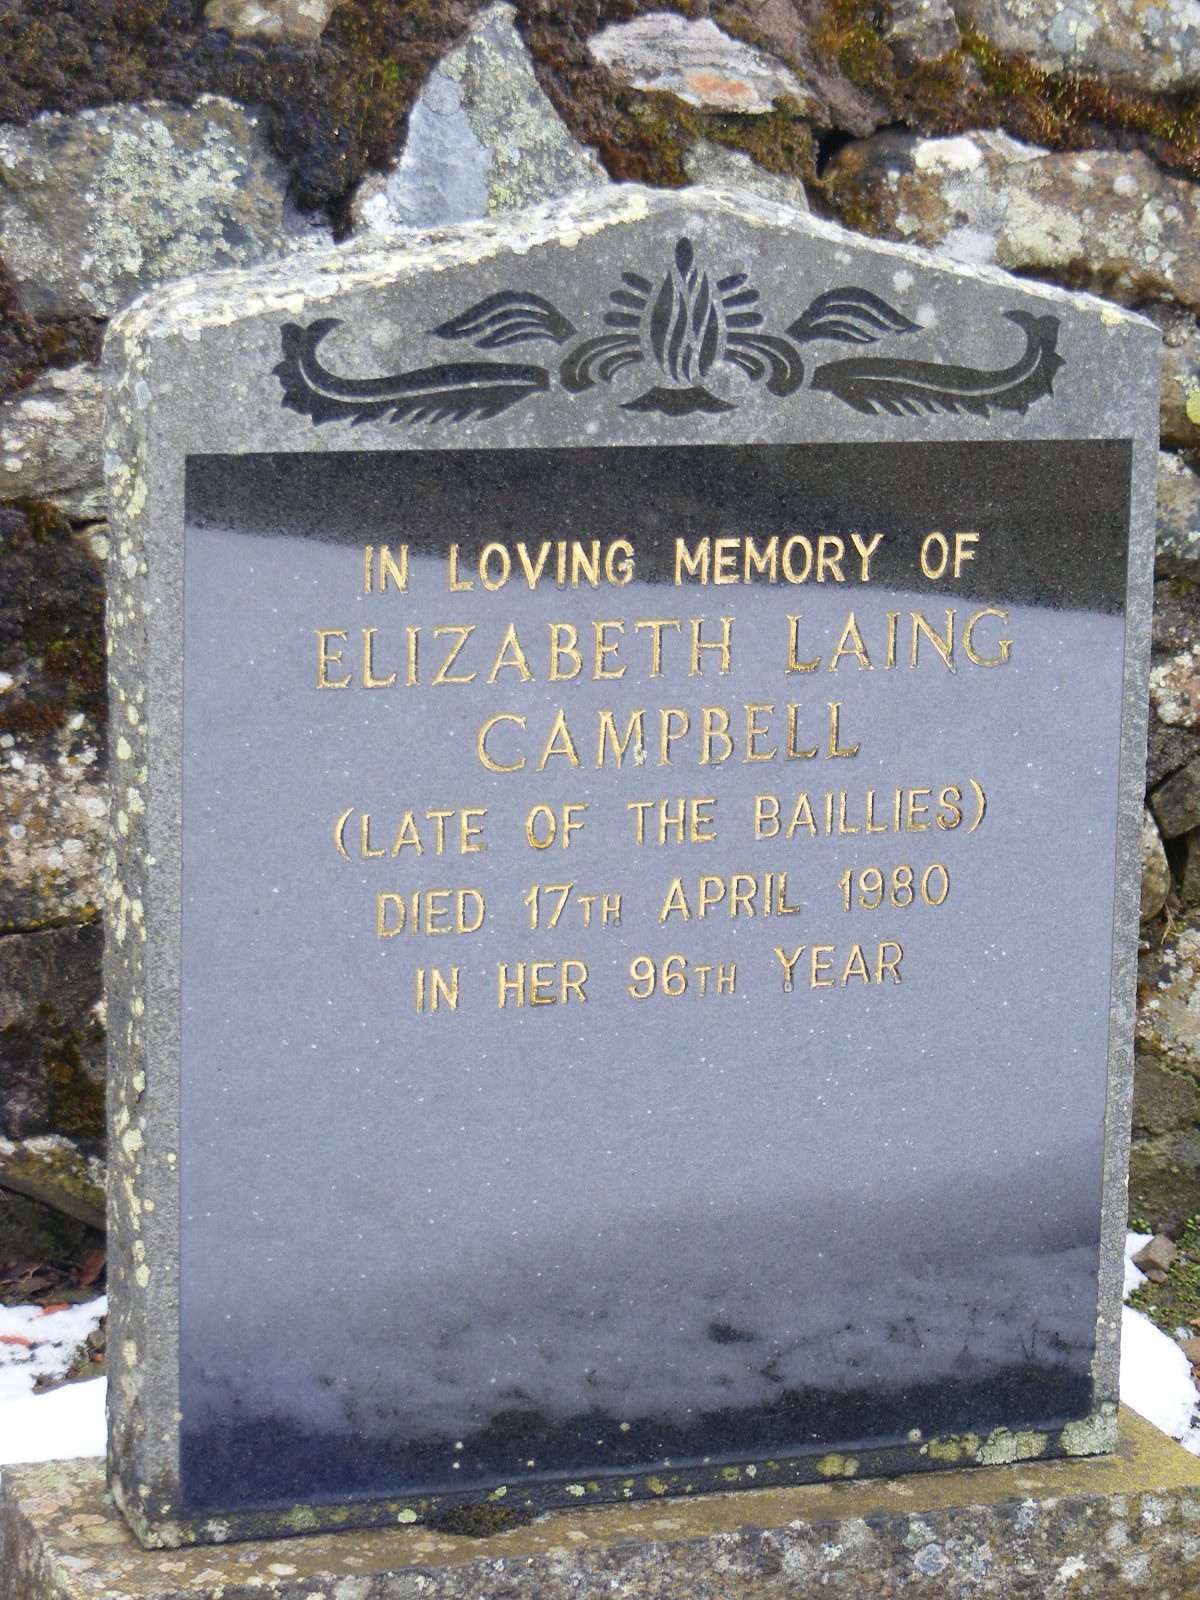 IN LOVING MEMORY OF
ELIZABETH LAING
CAMPBELL
(LATE OF THE BAILLIES)
DIED 17TH APRIL 1980
IN HER 96TH YEAR